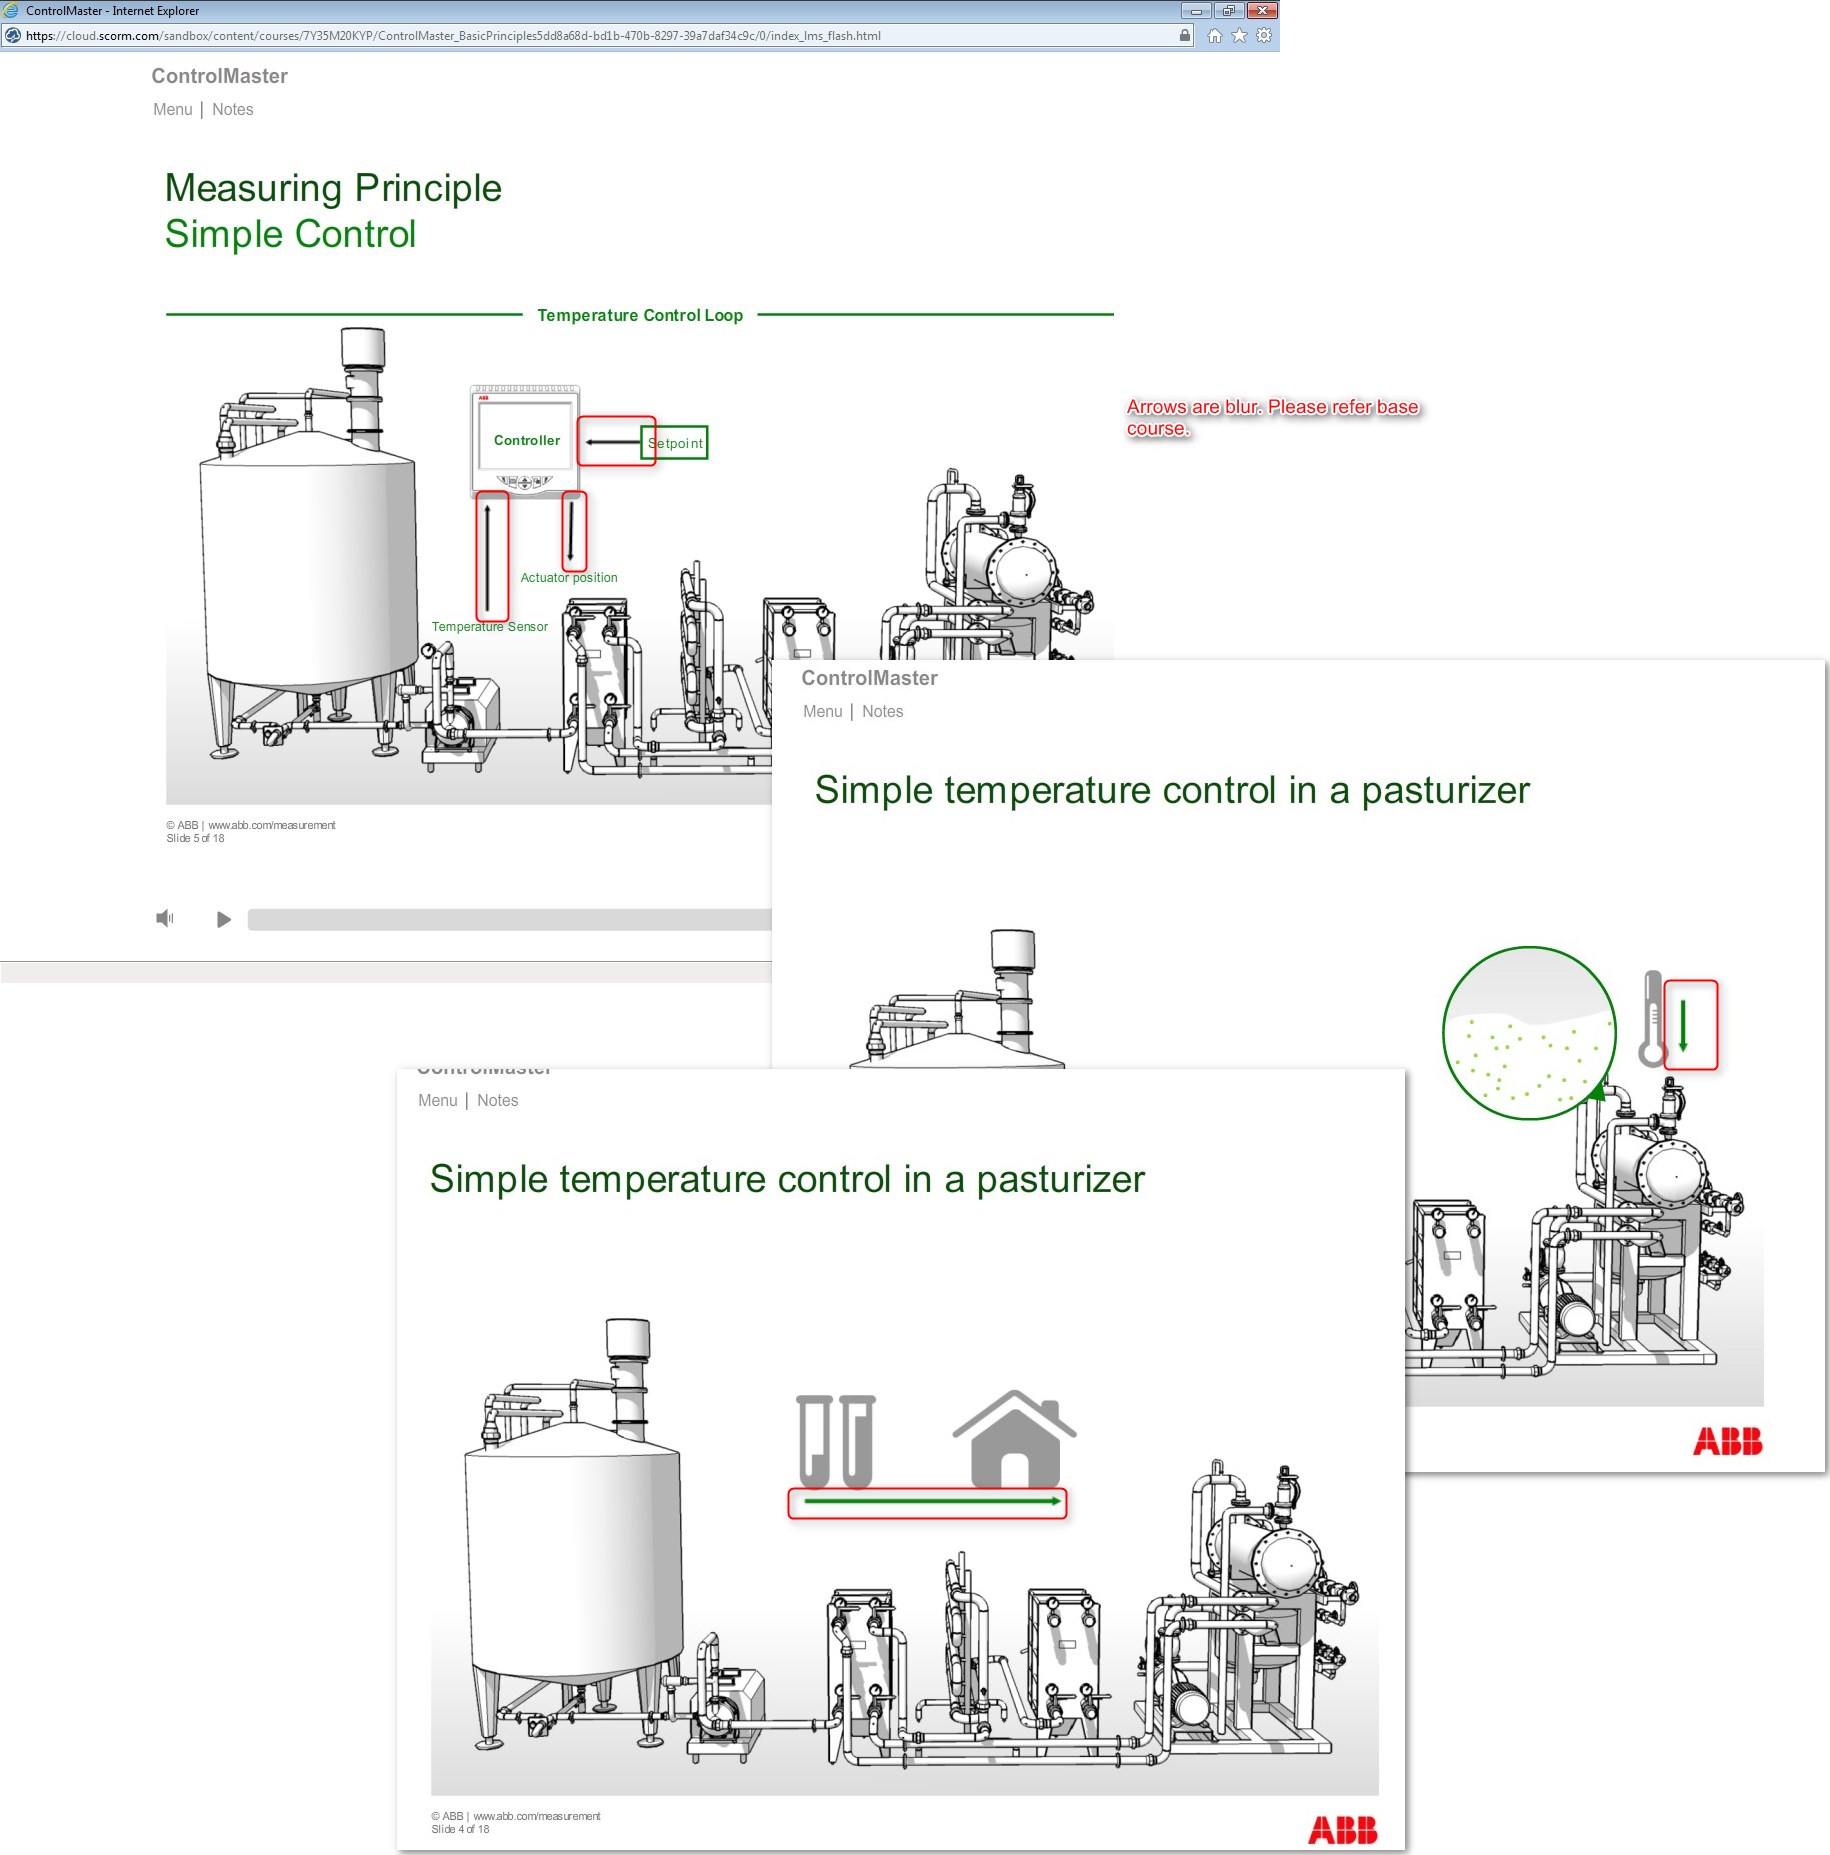 ControlMaster - Internet Explorer
https://cloud.scorm.com/sandbox/content/courses/7Y35M20KYP/ControlMaster_BasicPrinciples5dd8a68d-bd1b-470b-8297-39a7daf34c9c/0/index_lms_flash.html
ControlMaster
Menu | Notes
Measuring Principle
Simple Control
Temperature Control Loop
ABB
Controller
Setpoint
Actuator position
Temperature Sensor
Arrows are blur. Please refer base
course.
© ABB | www.abb.com/measurement
Slide 5 of 18
ControlMaster
Menu | Notes
Simple temperature control in a pasturizer
ABB
ControlMaster
Menu | Notes
Simple temperature control in a pasturizer
© ABB | www.abb.com/measurement
Slide 4 of 18
ABB